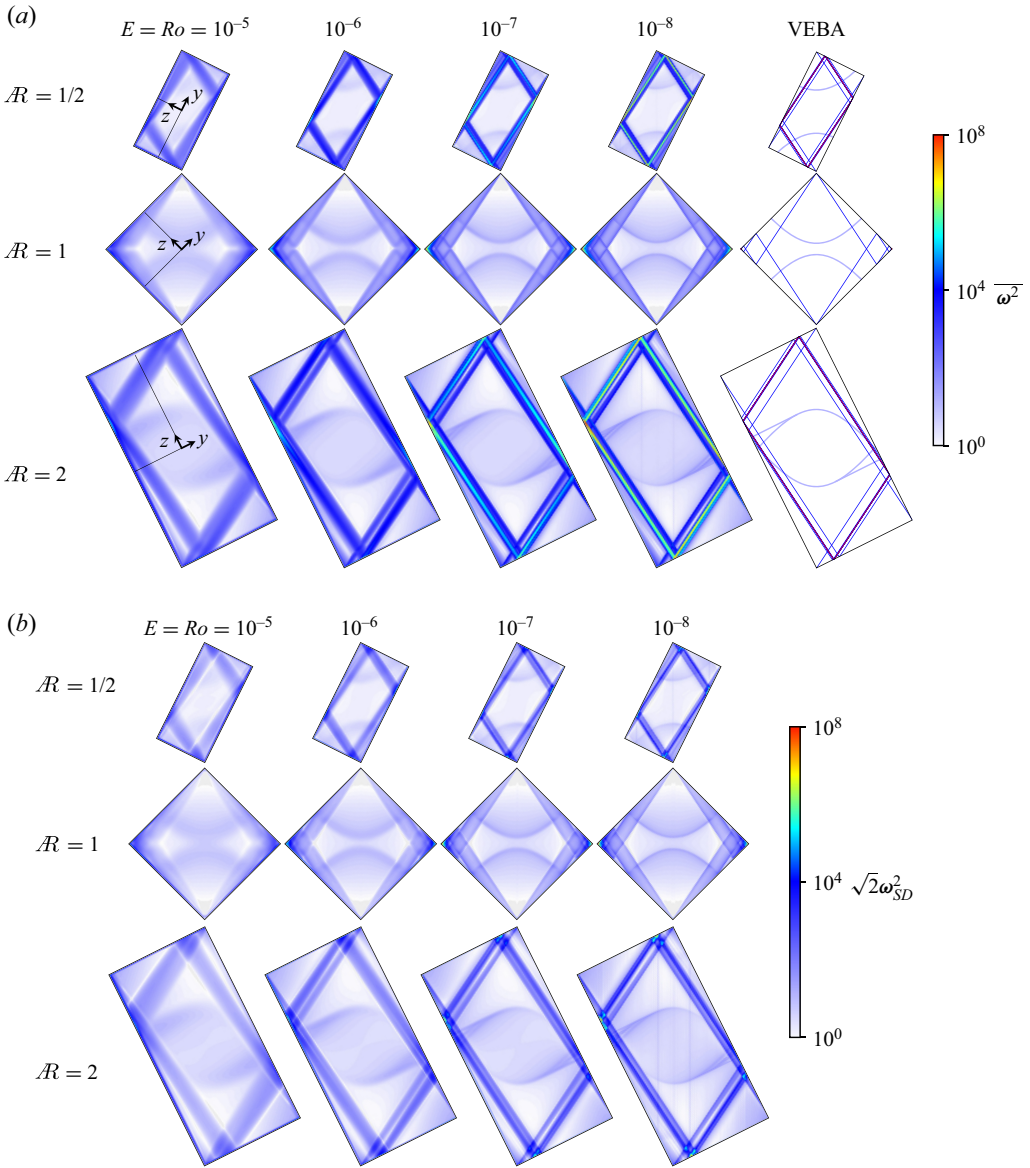 (a)
E = Ro = 10⁻⁵ 10⁻⁶ 10⁻⁷ 10⁻⁸ VEBA
Æ = 1/2
z y
10⁸
Æ = 1
z y
10⁴ ω²
Æ = 2
z y
10⁰
(b)
E = Ro = 10⁻⁵ 10⁻⁶ 10⁻⁷ 10⁻⁸
Æ = 1/2
10⁸
Æ = 1
10⁴ √2ω²SD
10⁰
Æ = 2